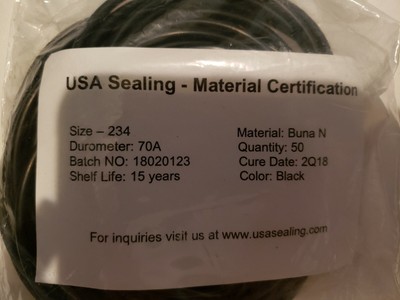 USA Sealing - Material Certification
Size – 234 Material: Buna N
Durometer: 70A Quantity: 50
Batch NO: 18020123 Cure Date: 2Q18
Shelf Life: 15 years Color: Black
For inquiries visit us at www.usasealing.com